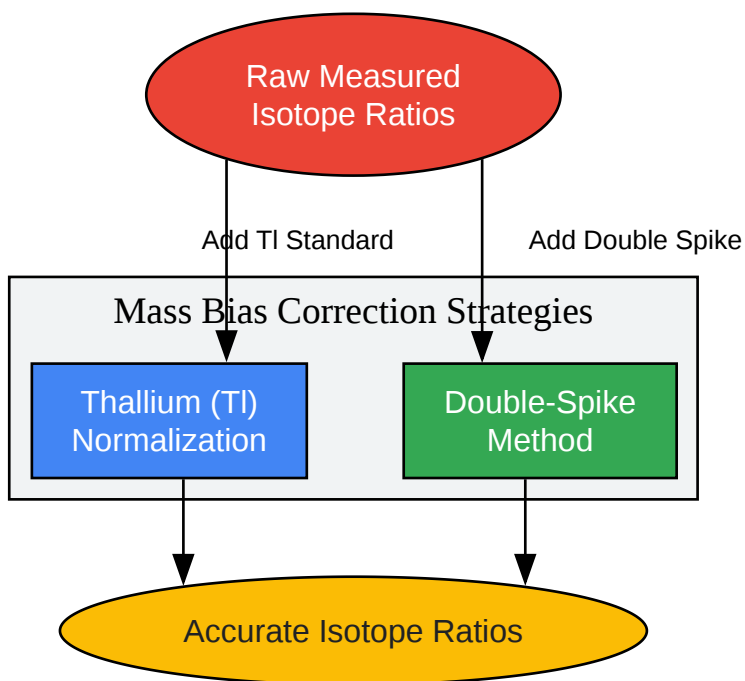 Raw Measured
Isotope Ratios
Add Tl Standard
Add Double Spike
Mass Bias Correction Strategies
Thallium (Tl)
Normalization
Double-Spike
Method
Accurate Isotope Ratios